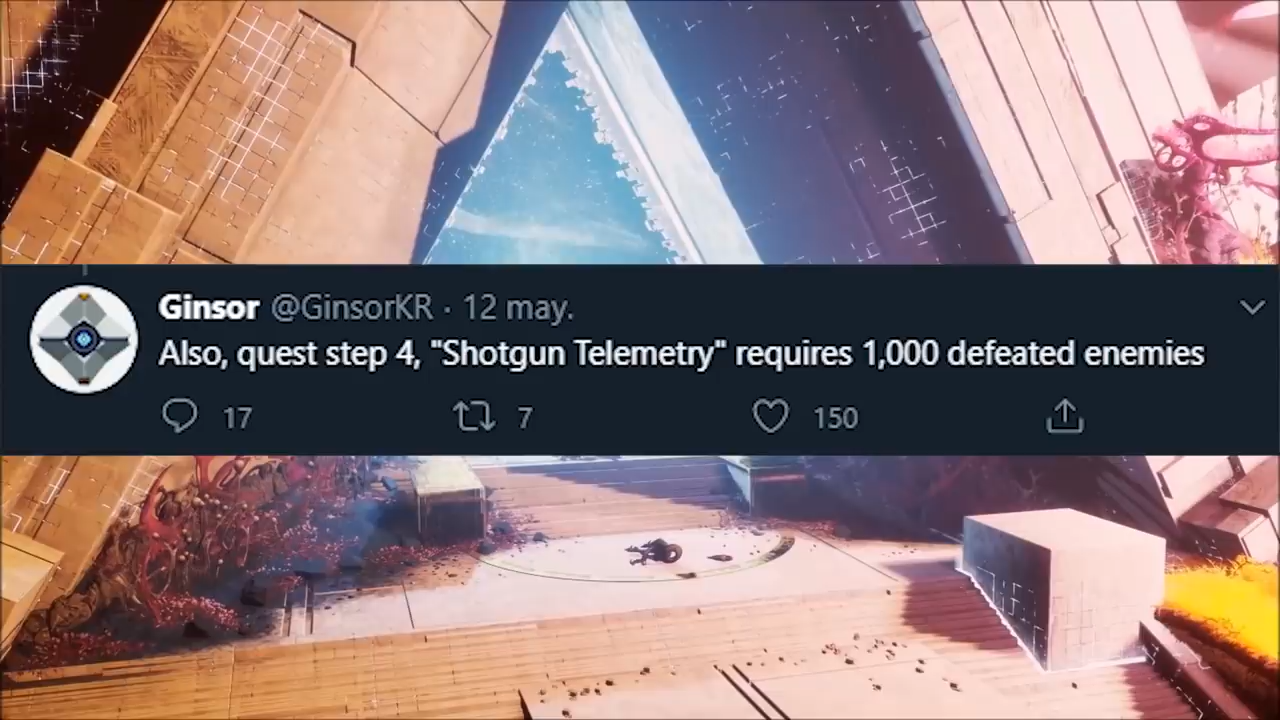 Ginsor @GinsorKR · 12 may.
Also, quest step 4, "Shotgun Telemetry" requires 1,000 defeated enemies
17 7 150